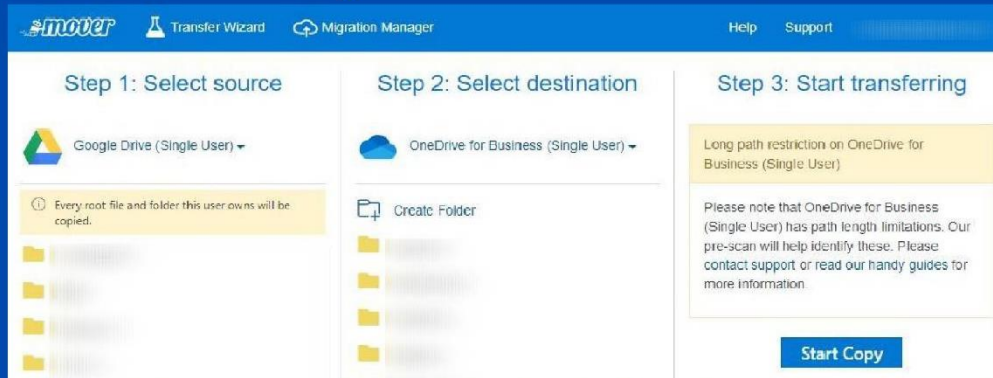 mover Transfer Wizard Migration Manager Help Support
Step 1: Select source
Google Drive (Single User)
Every root file and folder this user owns will be
copied.
Step 2: Select destination
OneDrive for Business (Single User)
Create Folder
Step 3: Start transferring
Long path restriction on OneDrive for
Business (Single User)
Please note that OneDrive for Business
(Single User) has path length limitations. Our
pre-scan will help identify these. Please
contact support or read our handy guides for
more information
Start Copy